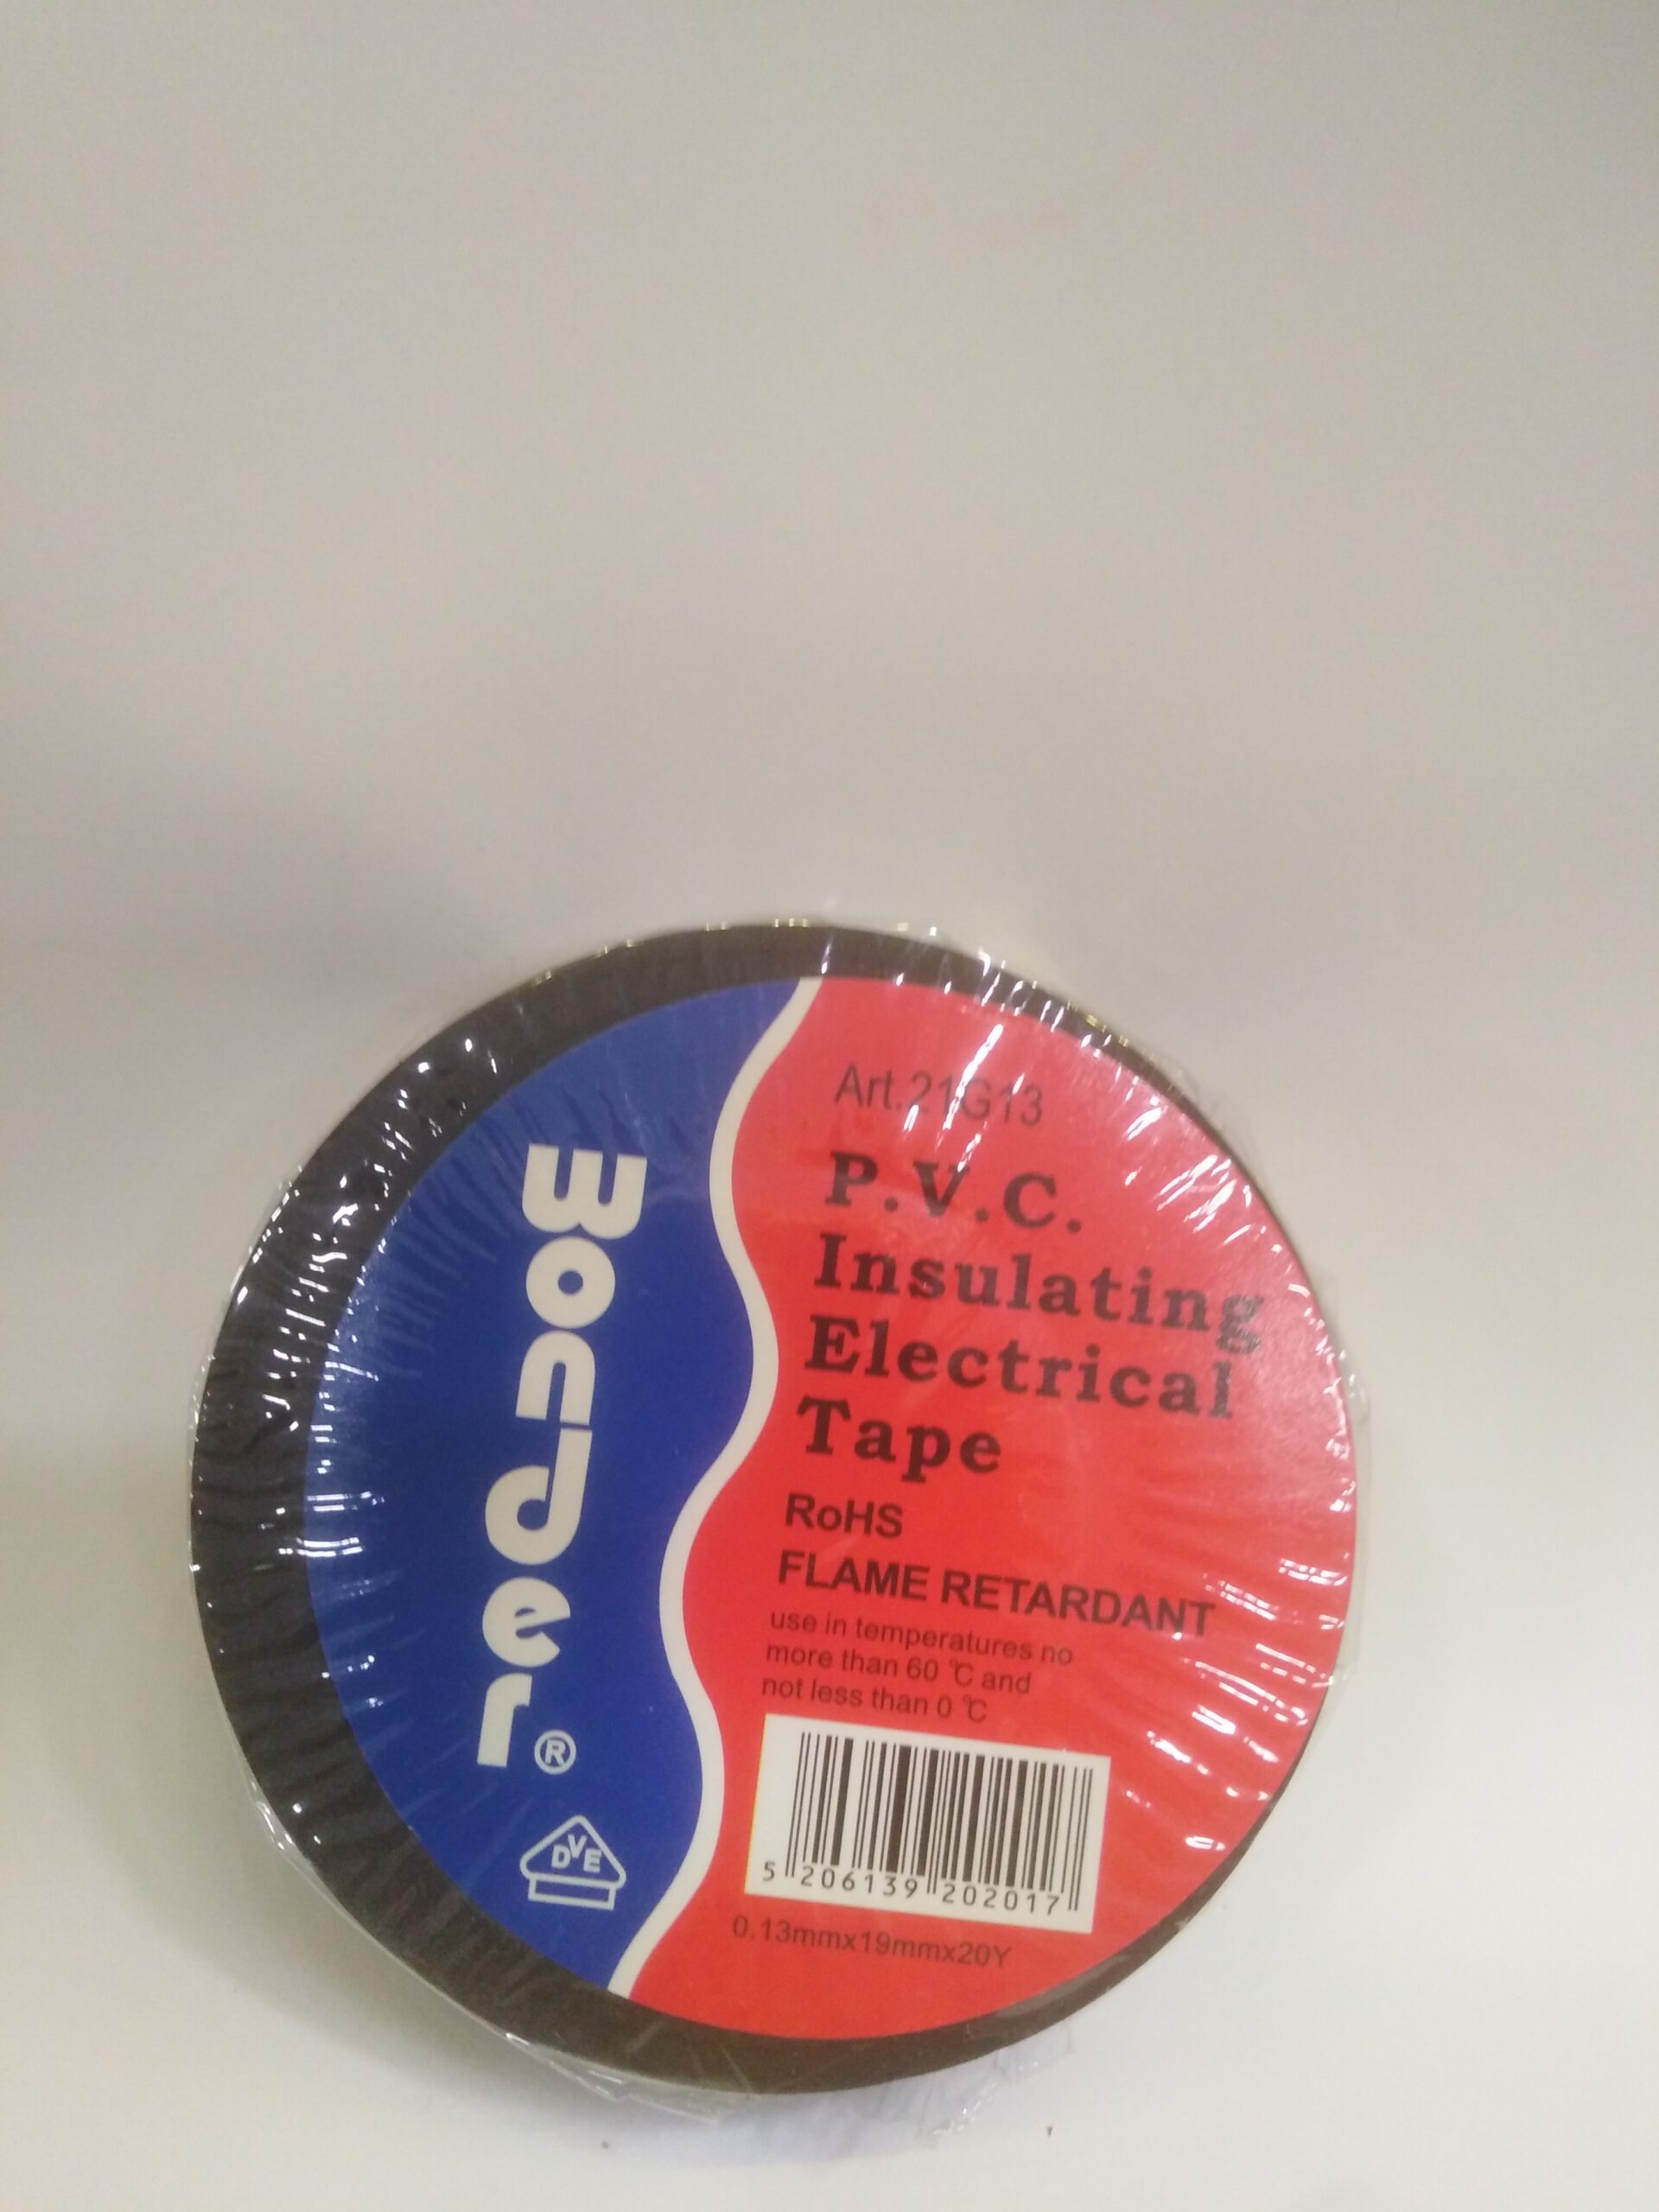 wonder®
DVE
Art.21G13
P.V.C.
Insulating
Electrical
Tape
RoHS
FLAME RETARDANT
use in temperatures no
more than 60 ℃ and
not less than 0 ℃
5 206139 202017
0.13mmx19mmx20Y